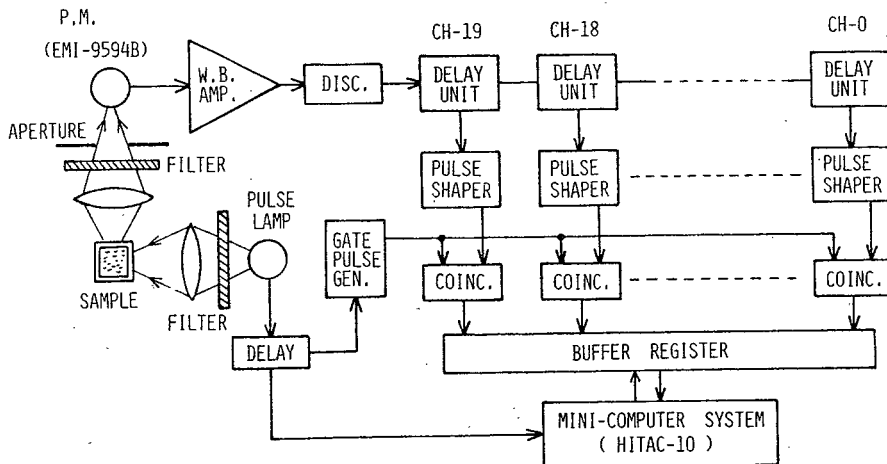 P.M.
(EMI-9594B)
W.B.
AMP.
DISC.
CH-19
CH-18
CH-0
DELAY
UNIT
DELAY
UNIT
DELAY
UNIT
APERTURE
FILTER
PULSE
SHAPER
PULSE
SHAPER
PULSE
SHAPER
PULSE
LAMP
GATE
PULSE
GEN.
SAMPLE
FILTER
COINC.
COINC.
COINC.
DELAY
BUFFER REGISTER
MINI-COMPUTER SYSTEM
( HITAC-10 )